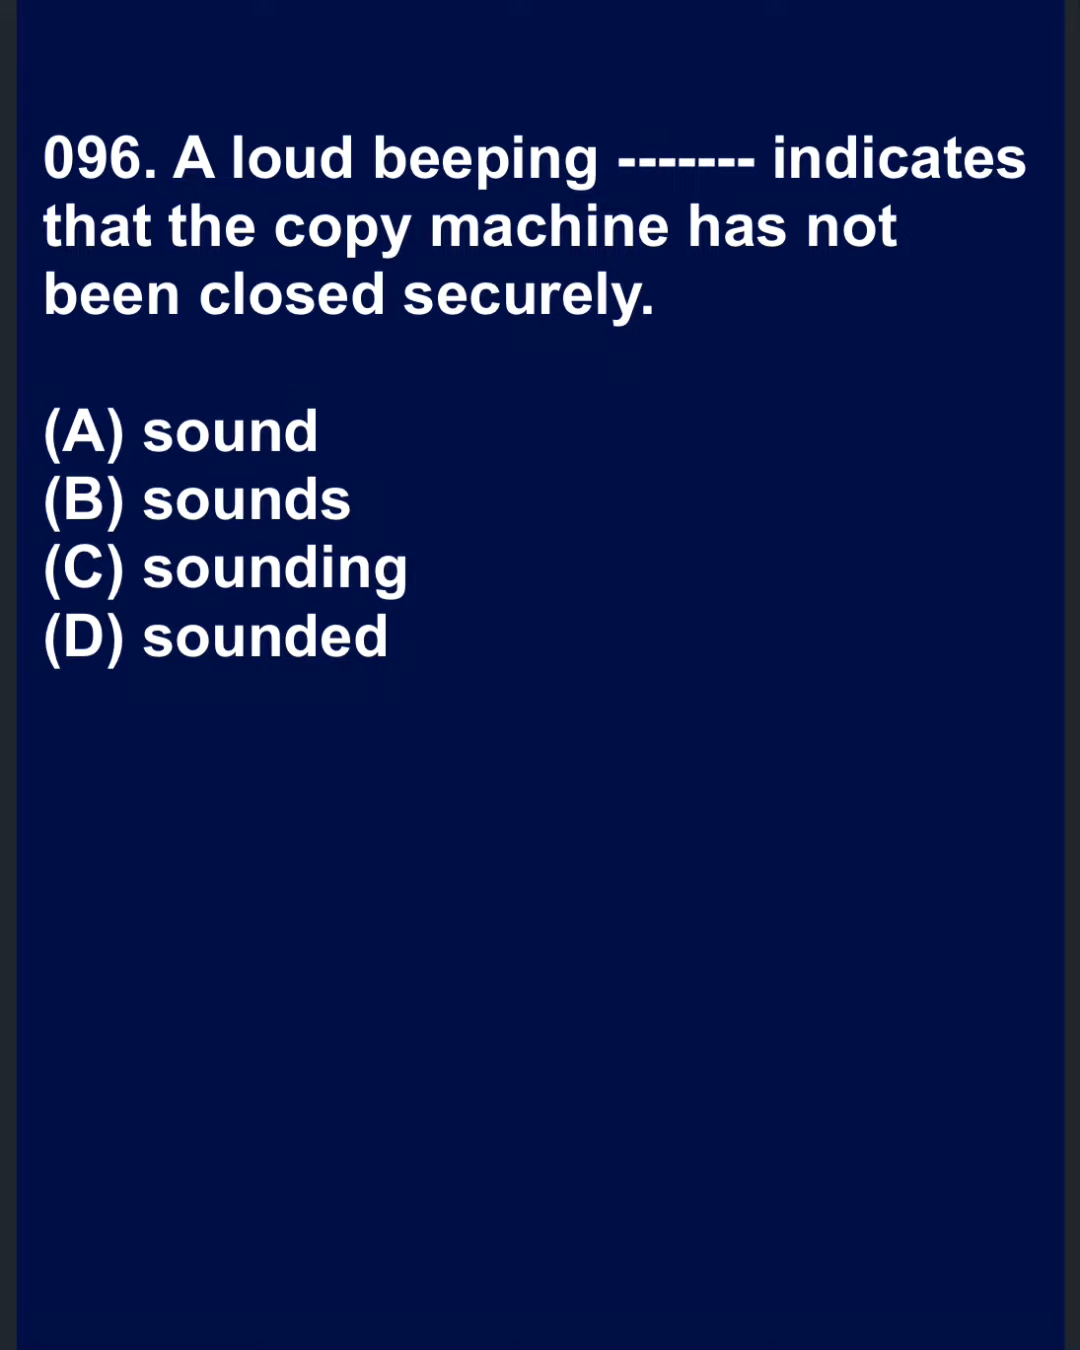 096. A loud beeping ------- indicates
that the copy machine has not
been closed securely.
(A) sound
(B) sounds
(C) sounding
(D) sounded